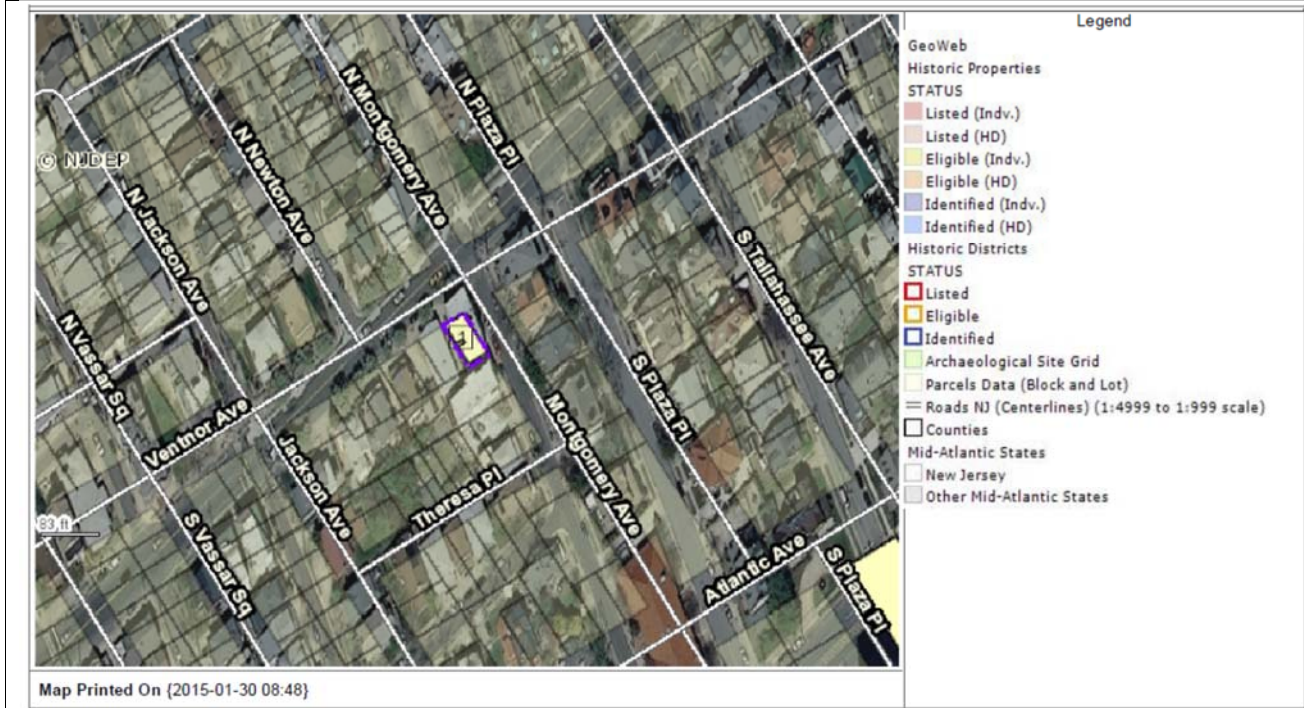 Legend
GeoWeb
Historic Properties
STATUS
Listed (Indv.)
Listed (HD)
Eligible (Indv.)
Eligible (HD)
Identified (Indv.)
Identified (HD)
Historic Districts
STATUS
Listed
Eligible
Identified
Archaeological Site Grid
Parcels Data (Block and Lot)
Roads NJ (Centerlines) (1:4999 to 1:999 scale)
Counties
Mid-Atlantic States
New Jersey
Other Mid-Atlantic States
© NJDEP
N Montgomery Ave
N Plaza Pl
N Newton Ave
N Jackson Ave
S Tallahassee Ave
N Vassar Sq
1
Ventnor Ave
S Plaza Pl
Montgomery Ave
Jackson Ave
Theresa Pl
83 ft
S Vassar Sq
Atlantic Ave
S Plaza Pl
Map Printed On {2015-01-30 08:48}